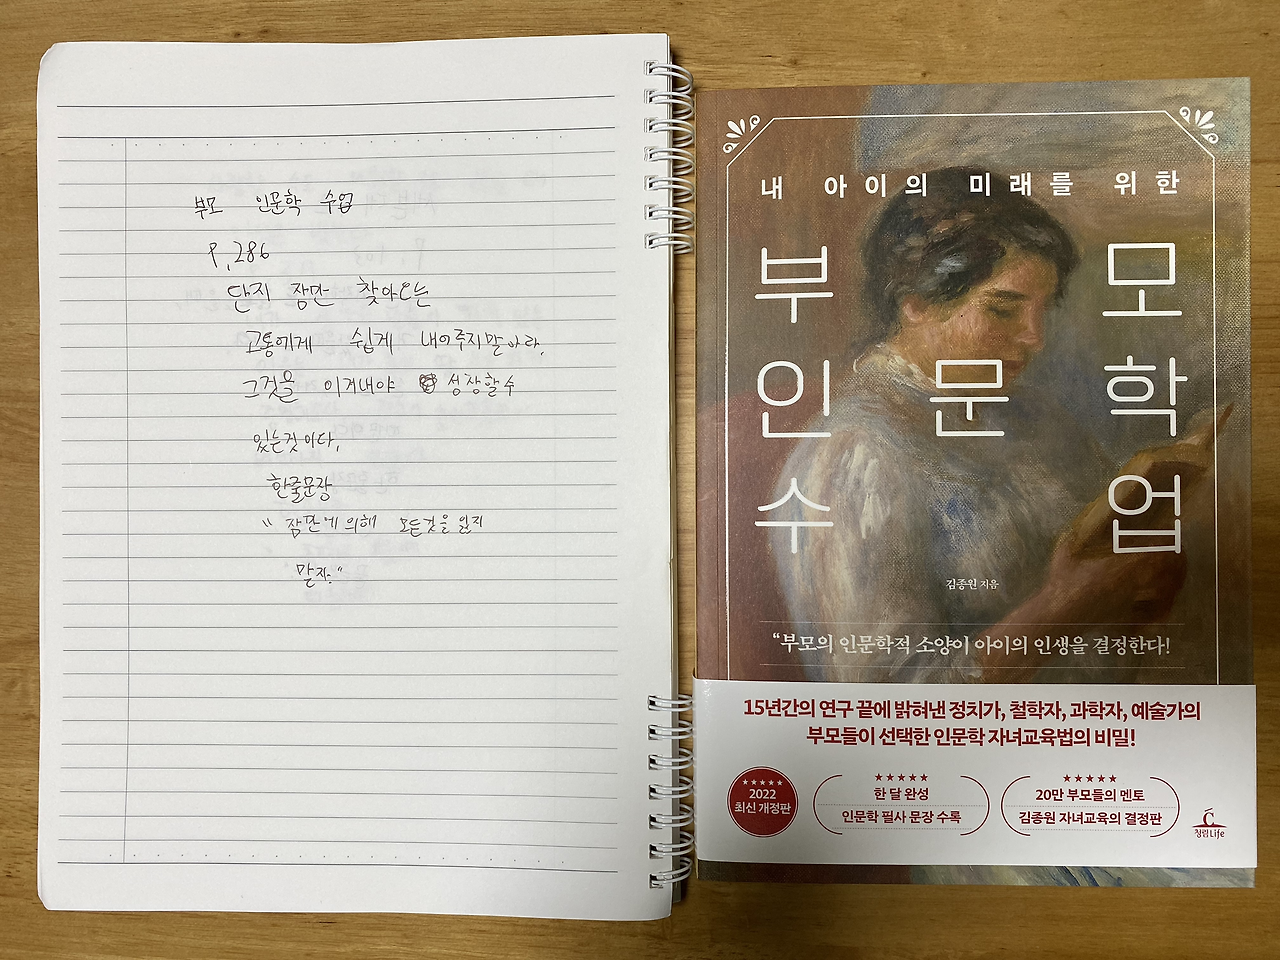 부모 인문학 수업
P.286
단지 잠만 찾아오는
고통에게 쉽게 내어주지말아라.
그것을 이겨내야 성장할수
있는것이다.
한줄문장
"잠깐에 의해 모든것을 잃지
말자."
내 아이의 미래를 위한
부모
인문학
수업
김종원 지음
"부모의 인문학적 소양이 아이의 인생을 결정한다!
15년간의 연구 끝에 밝혀낸 정치가, 철학자, 과학자, 예술가의
부모들이 선택한 인문학 자녀교육법의 비밀!
★★★★★
2022
최신 개정판
★★★★★
한 달 완성
인문학 필사 문장 수록
★★★★★
20만 부모들의 멘토
김종원 자녀교육의 결정판
청림Life